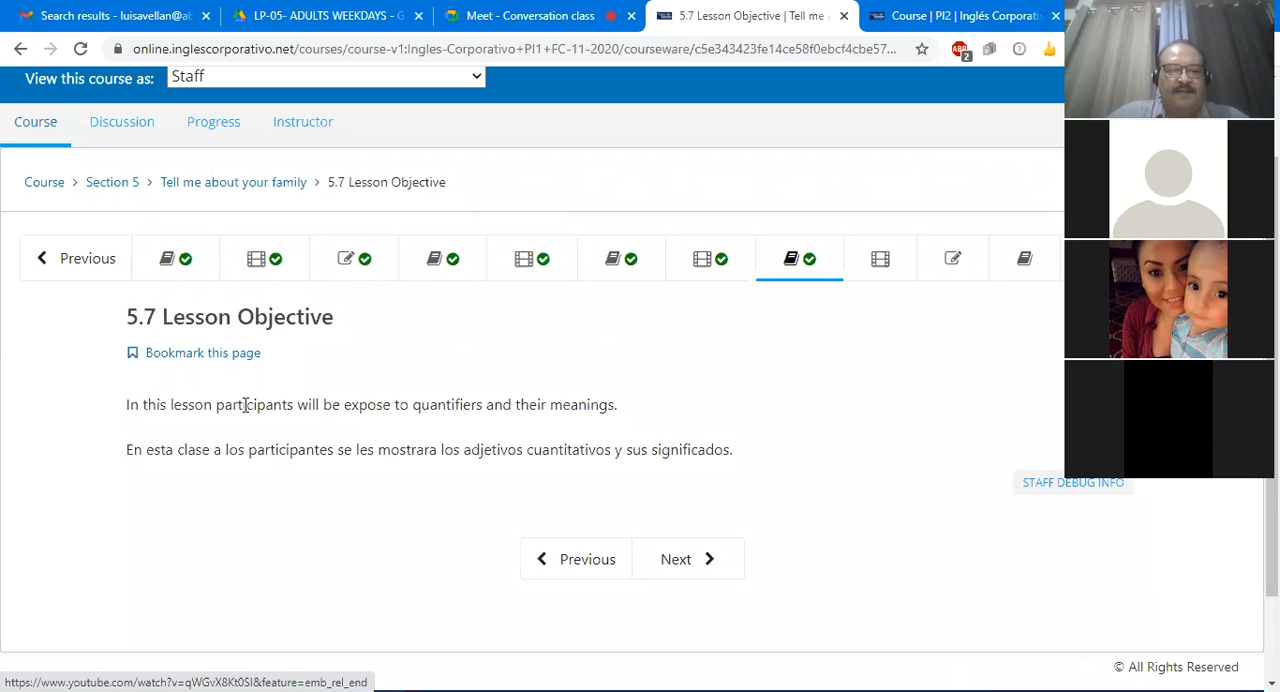 Search results - luisavellan@ab
LP-05- ADULTS WEEKDAYS - G
Meet - Conversation class
5.7 Lesson Objective | Tell me a
Course | PI2 | Inglés Corporati
online.inglescorporativo.net/courses/course-v1:Ingles-Corporativo+PI1+FC-11-2020/courseware/c5e343423fe14ce58f0ebcf4cbe57...
ABP
2
View this course as:
Staff
Course
Discussion
Progress
Instructor
Course > Section 5 > Tell me about your family > 5.7 Lesson Objective
Previous
5.7 Lesson Objective
Bookmark this page
In this lesson participants will be expose to quantifiers and their meanings.
En esta clase a los participantes se les mostrara los adjetivos cuantitativos y sus significados.
STAFF DEBUG INFO
Previous
Next
© All Rights Reserved
https://www.youtube.com/watch?v=qWGvX8Kt0SI&feature=emb_rel_end